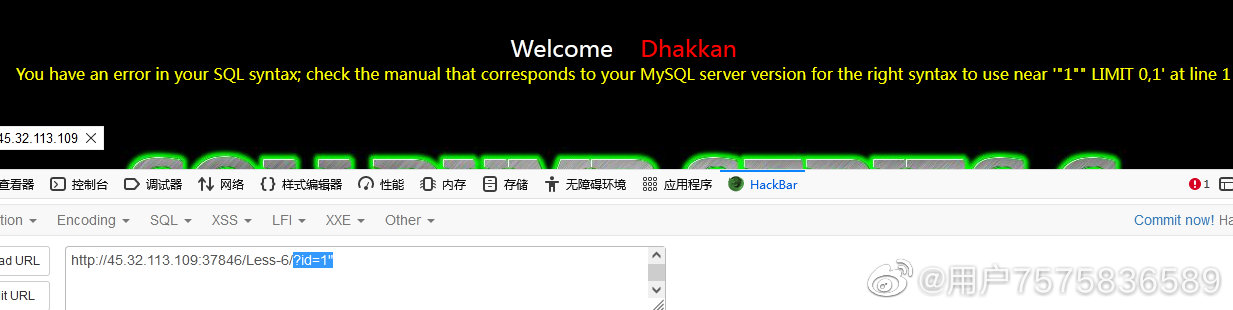 Welcome Dhakkan
You have an error in your SQL syntax; check the manual that corresponds to your MySQL server version for the right syntax to use near '"1"" LIMIT 0,1' at line 1
45.32.113.109
查看器 控制台 调试器 网络 样式编辑器 性能 内存 存储 无障碍环境 应用程序 HackBar 1
tion Encoding SQL XSS LFI XXE Other Commit now! Ha
ad URL http://45.32.113.109:37846/Less-6/?id=1"
it URL
@用户7575836589